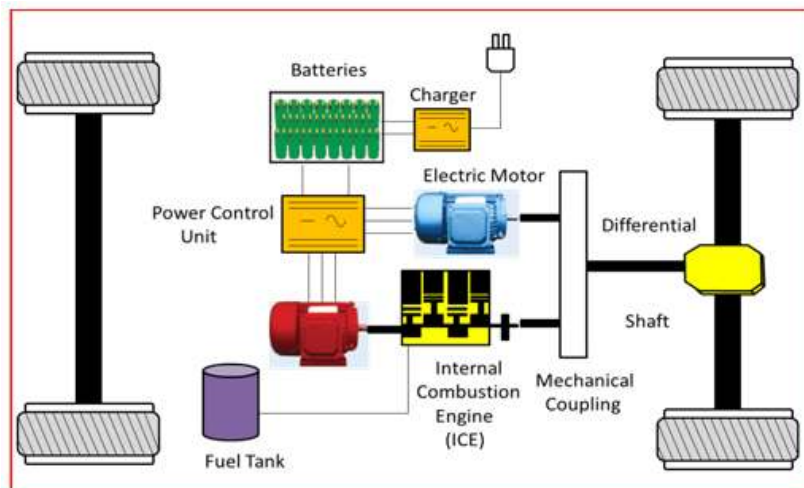 Batteries
Charger
Electric Motor
Power Control
Unit
Differential
Shaft
Internal
Combustion
Engine
(ICE)
Mechanical
Coupling
Fuel Tank